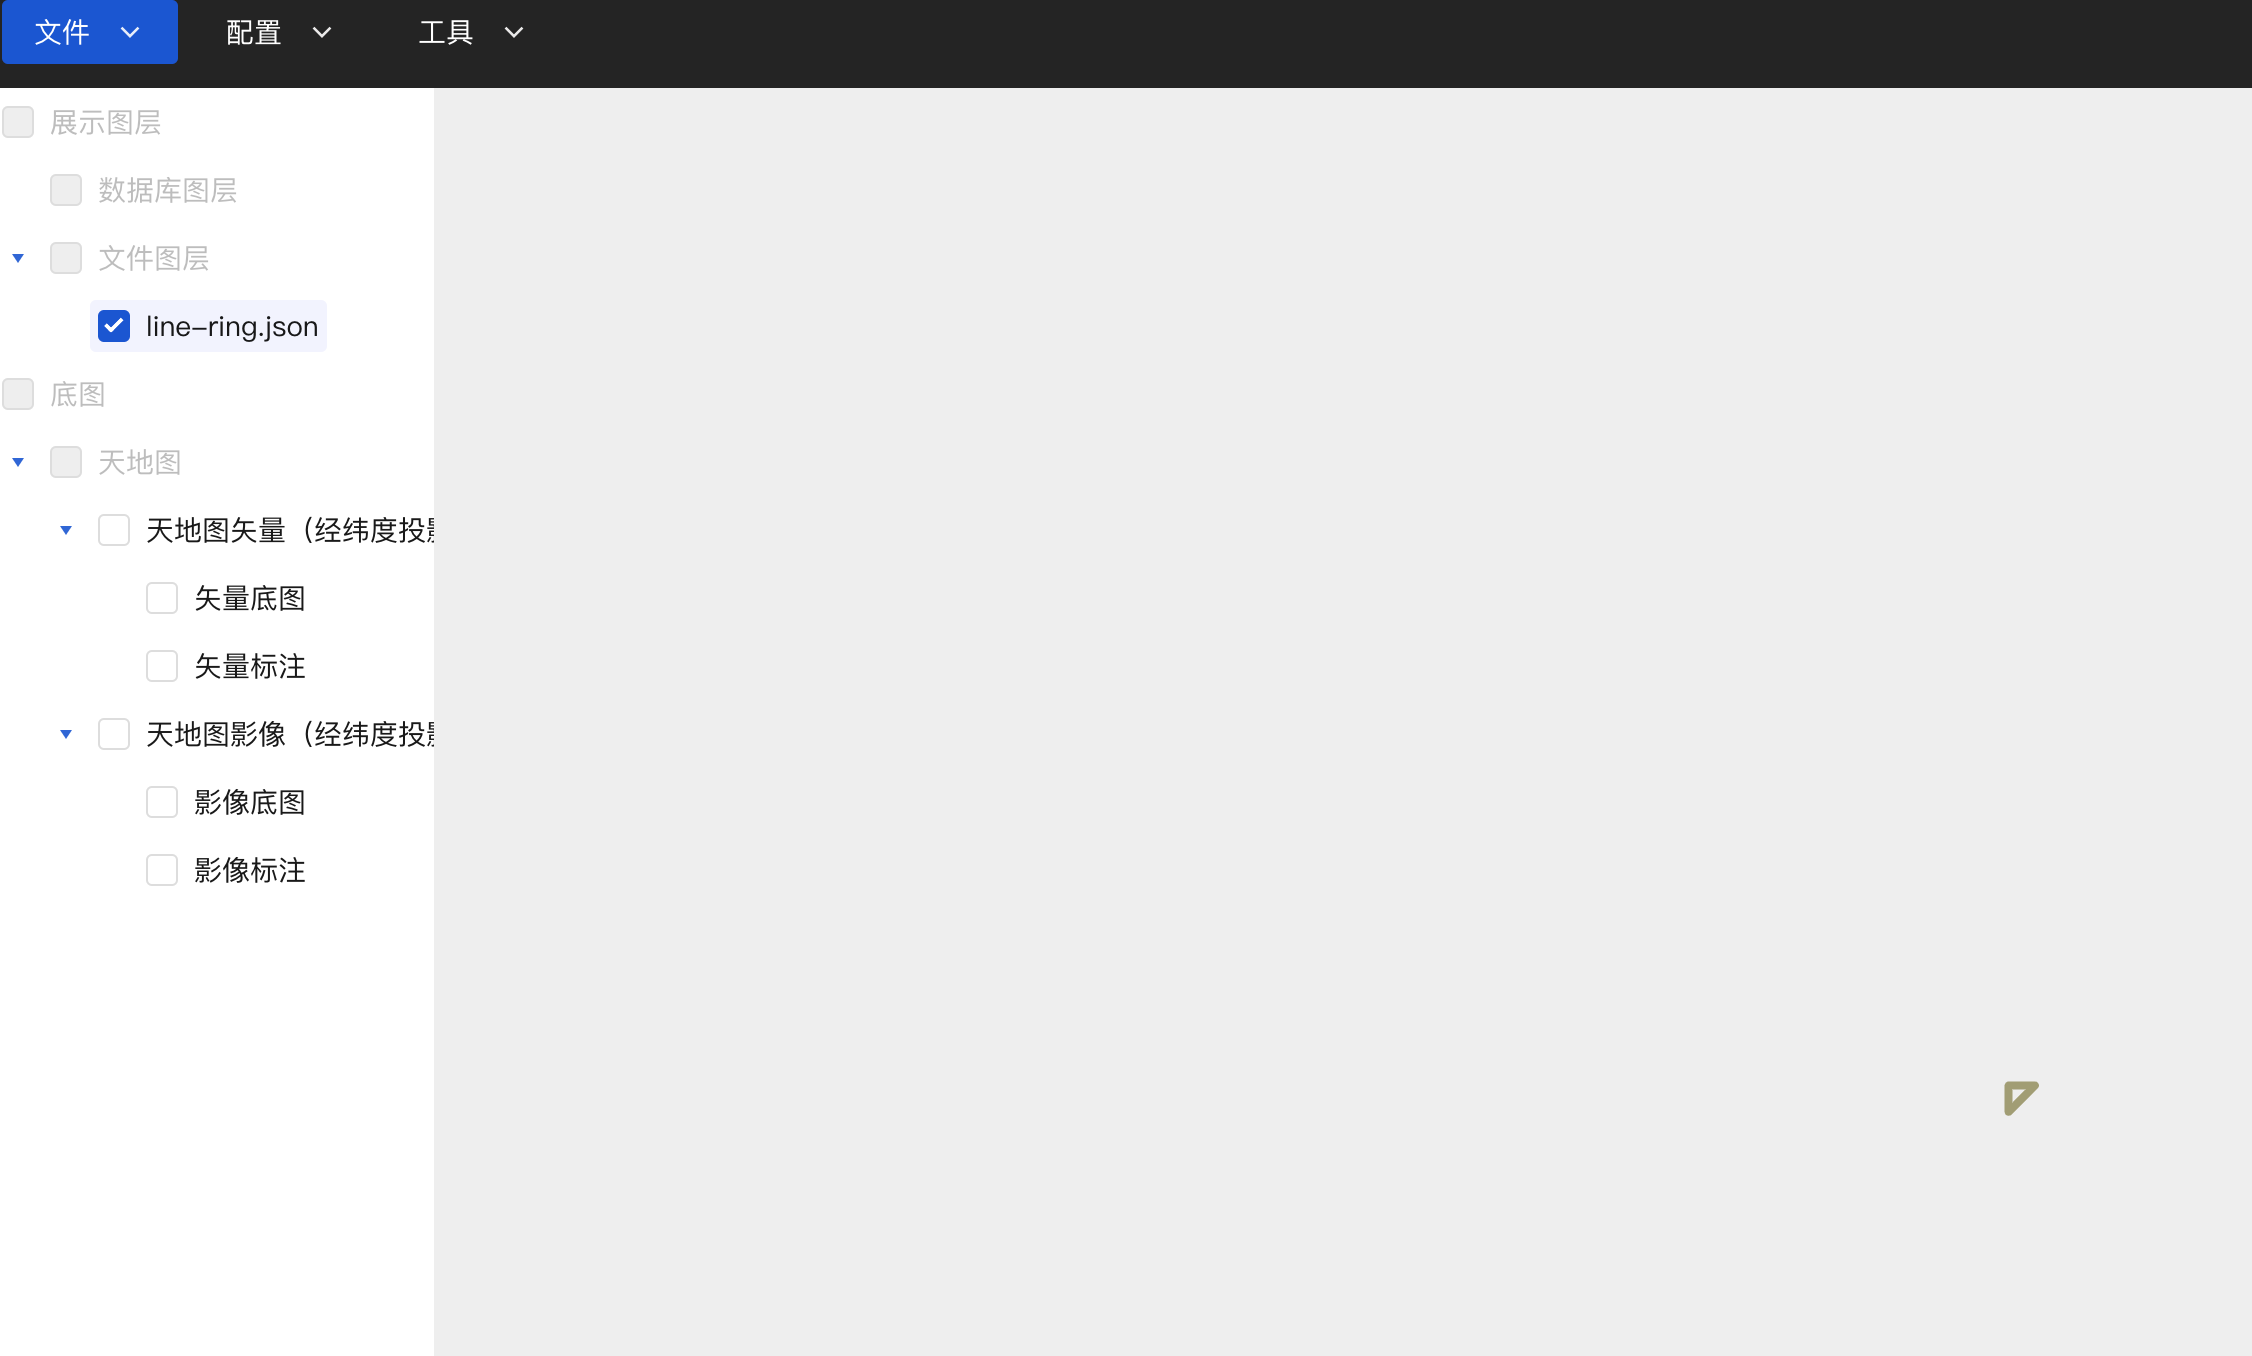 文件 配置 工具
展示图层
数据库图层
文件图层
line-ring.json
底图
天地图
天地图矢量（经纬度投影
矢量底图
矢量标注
天地图影像（经纬度投影
影像底图
影像标注